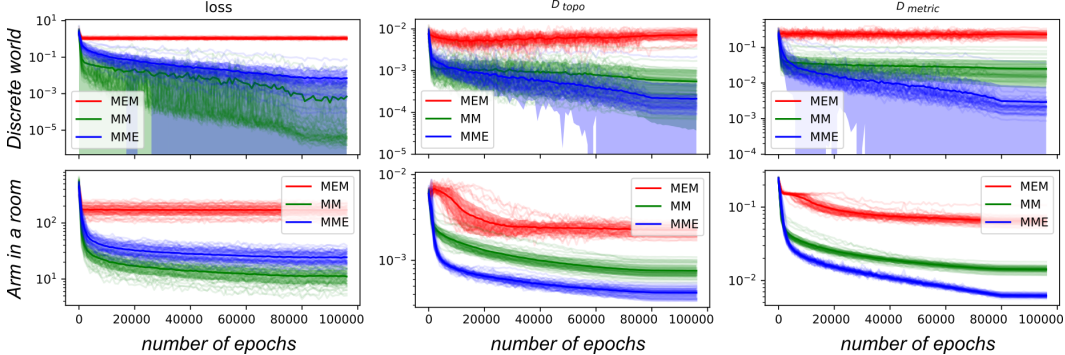 loss
D topo
D metric
Discrete world
10^1
10^-1
10^-3
10^-5
MEM
MM
MME
10^-2
10^-3
10^-4
10^-5
MEM
MM
MME
10^-1
10^-2
10^-3
10^-4
MEM
MM
MME
Arm in a room
10^2
10^1
MEM
MM
MME
0 20000 40000 60000 80000 100000
number of epochs
10^-2
10^-3
MEM
MM
MME
0 20000 40000 60000 80000 100000
number of epochs
10^-1
10^-2
MEM
MM
MME
0 20000 40000 60000 80000 100000
number of epochs